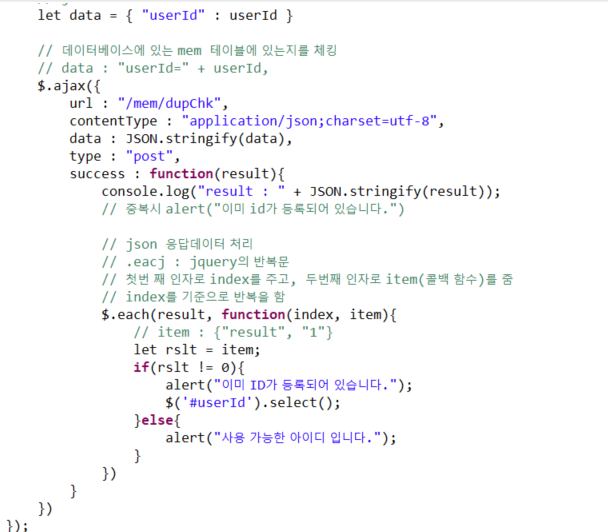 let data = { "userId" : userId }
// 데이터베이스에 있는 mem 테이블에 있는지를 체킹
// data : "userId=" + userId,
$.ajax({
url : "/mem/dupChk",
contentType : "application/json;charset=utf-8",
data : JSON.stringify(data),
type : "post",
success : function(result){
console.log("result : " + JSON.stringify(result));
// 중복시 alert("이미 id가 등록되어 있습니다.")
// json 응답데이터 처리
// .eacj : jquery의 반복문
// 첫번 째 인자로 index를 주고, 두번째 인자로 item(콜백 함수)를 줌
// index를 기준으로 반복을 함
$.each(result, function(index, item){
// item : {"result", "1"}
let rslt = item;
if(rslt != 0){
alert("이미 ID가 등록되어 있습니다.");
$('#userId').select();
}else{
alert("사용 가능한 아이디 입니다.");
}
})
}
})
});